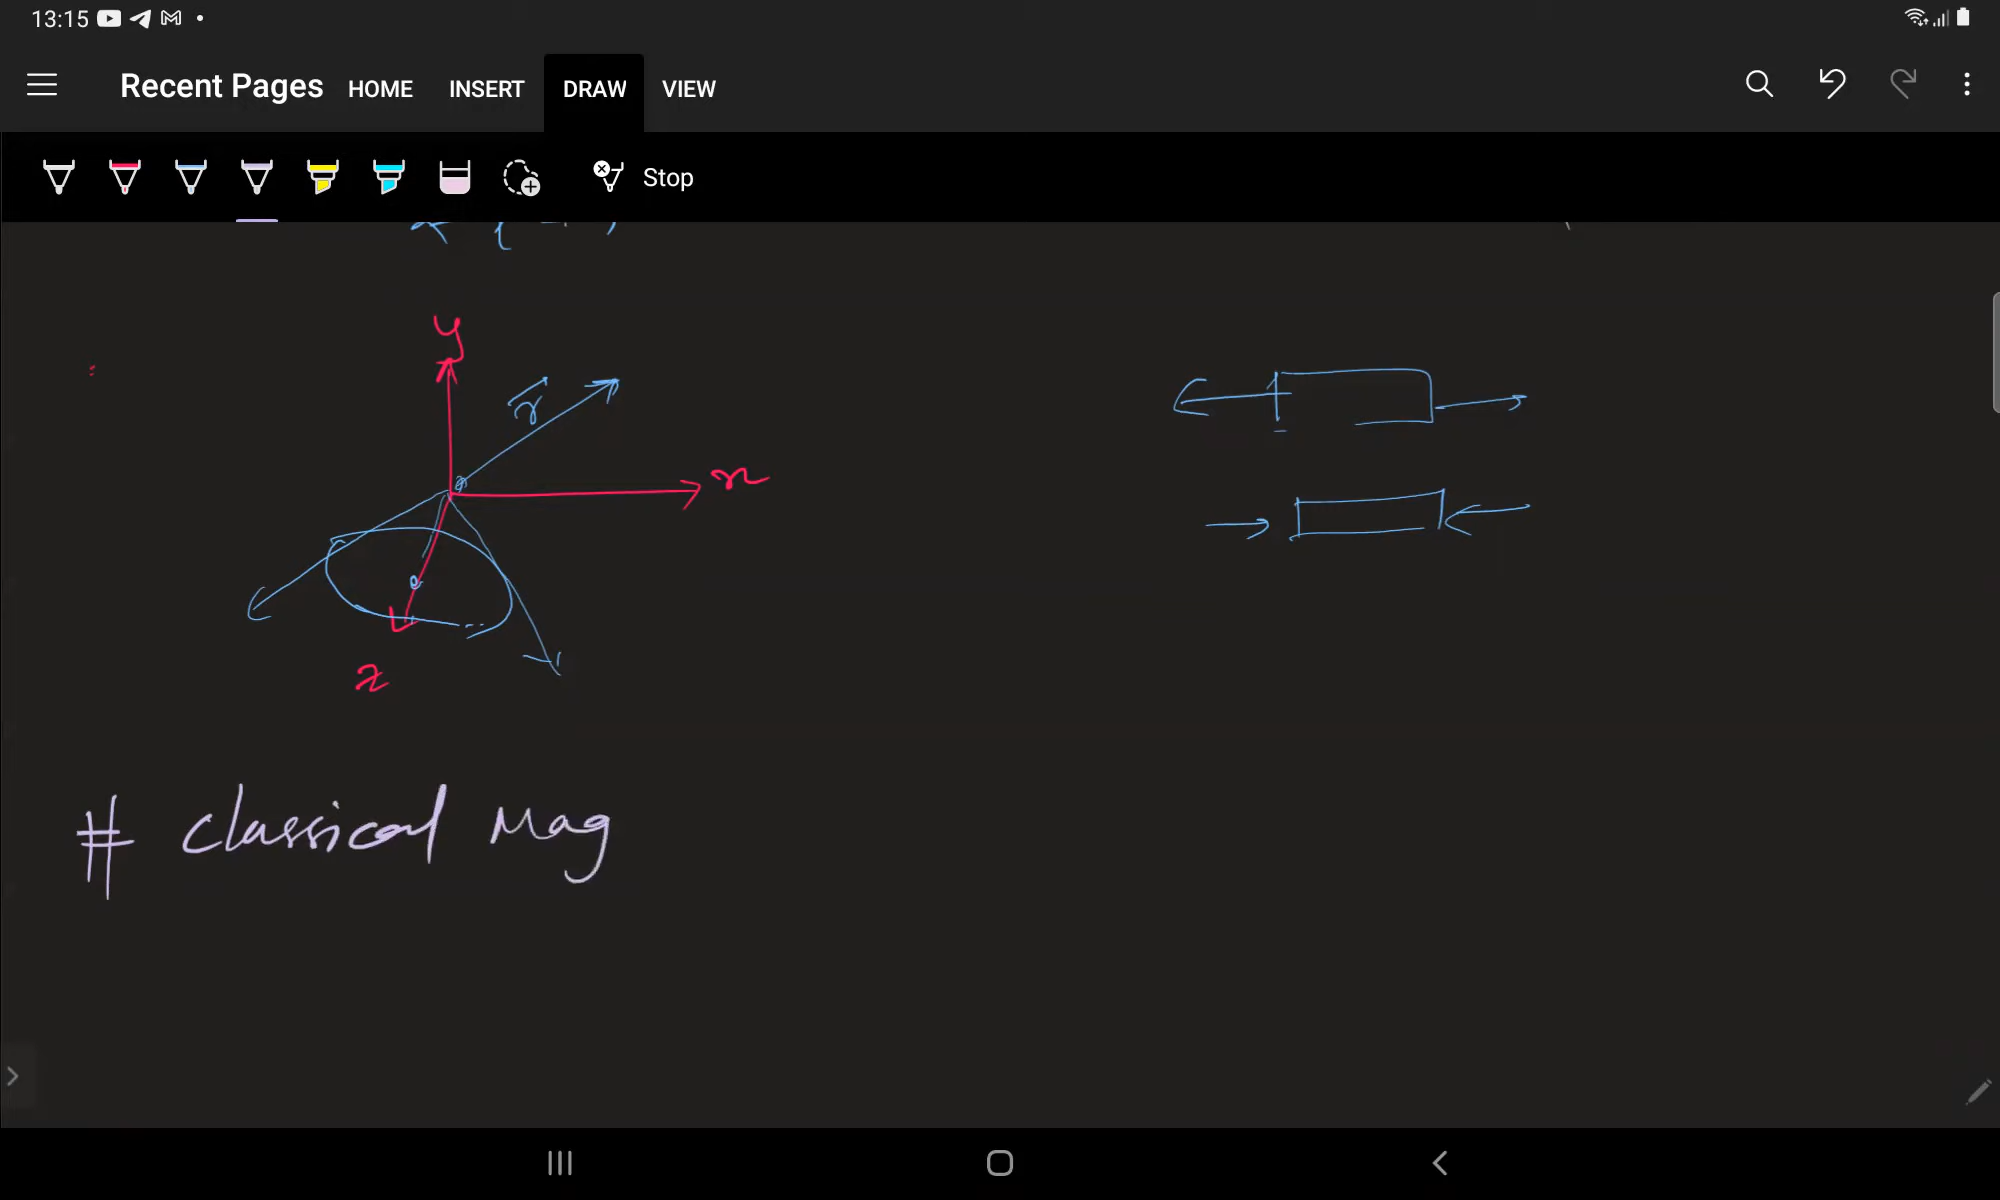 13:15
Recent Pages HOME INSERT DRAW VIEW
Stop
y
r
x
z
# Classical Mag